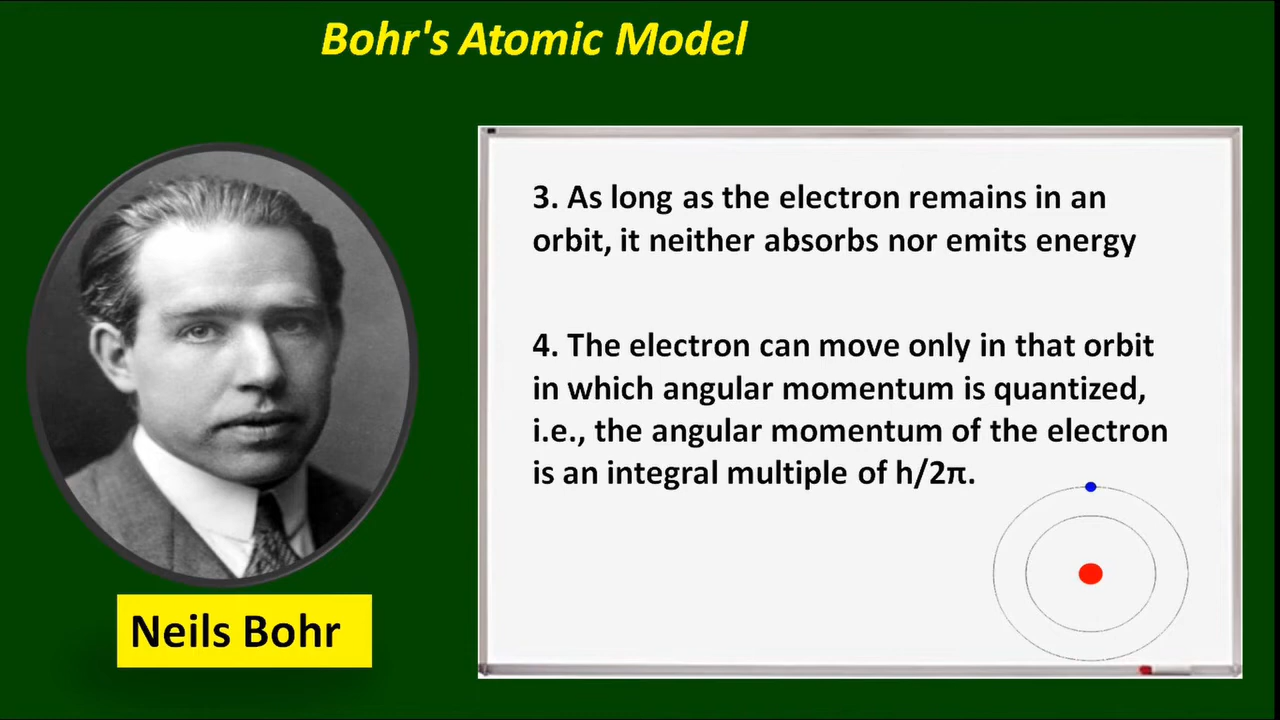 Bohr's Atomic Model
3. As long as the electron remains in an
orbit, it neither absorbs nor emits energy
4. The electron can move only in that orbit
in which angular momentum is quantized,
i.e., the angular momentum of the electron
is an integral multiple of h/2π.
Neils Bohr